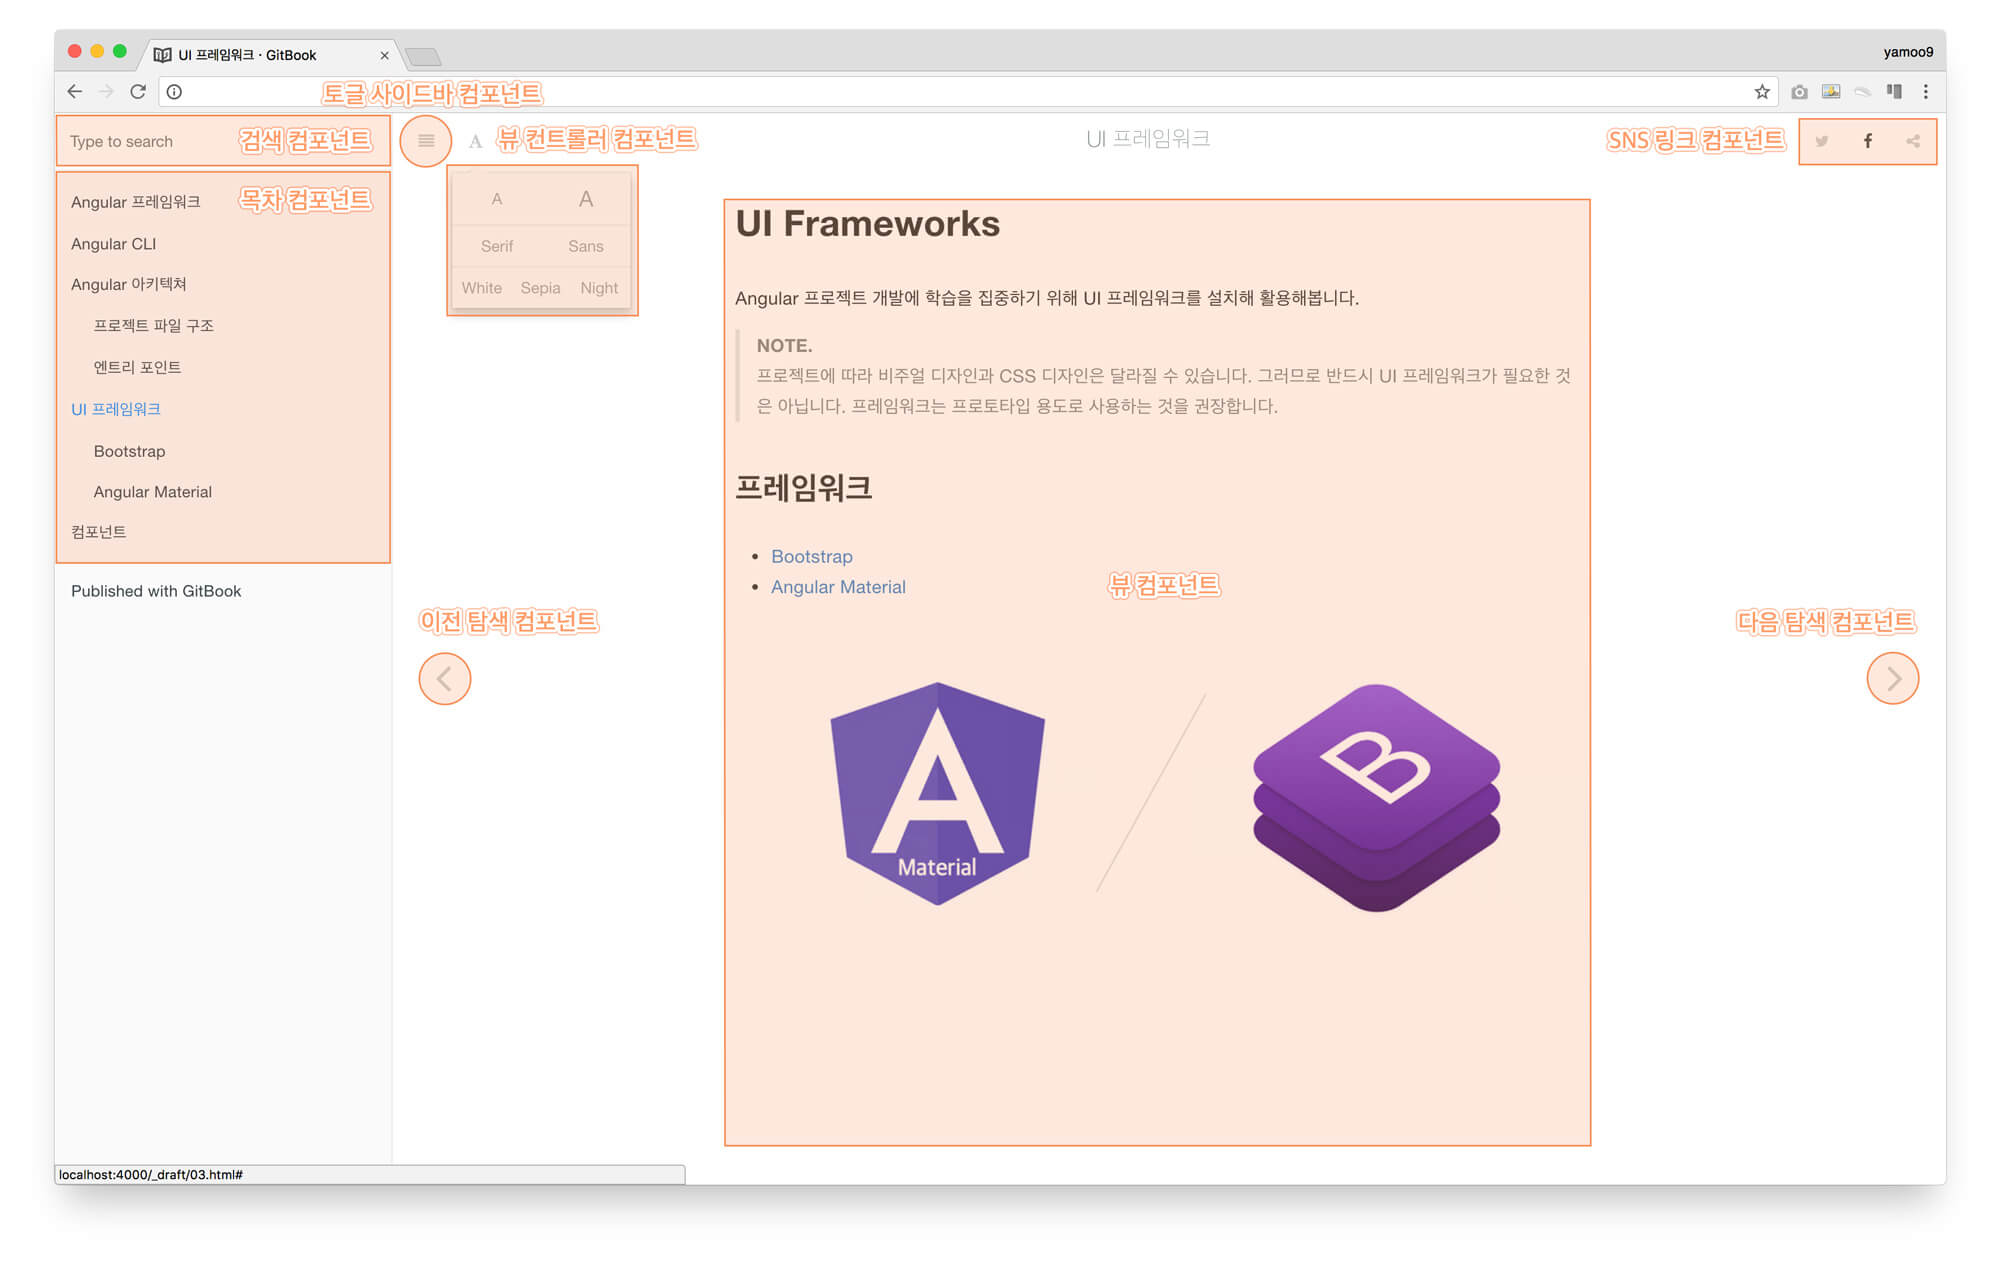 UI 프레임워크 · GitBook
yamoo9
토글 사이드바 컴포넌트
Type to search
검색 컴포넌트
A
뷰 컨트롤러 컴포넌트
UI 프레임워크
SNS 링크 컴포넌트
목차 컴포넌트
Angular 프레임워크
Angular CLI
Angular 아키텍쳐
프로젝트 파일 구조
엔트리 포인트
UI 프레임워크
Bootstrap
Angular Material
컴포넌트
Published with GitBook
A A
Serif Sans
White Sepia Night
UI Frameworks
Angular 프로젝트 개발에 학습을 집중하기 위해 UI 프레임워크를 설치해 활용해봅니다.
NOTE.
프로젝트에 따라 비주얼 디자인과 CSS 디자인은 달라질 수 있습니다. 그러므로 반드시 UI 프레임워크가 필요한 것
은 아닙니다. 프레임워크는 프로토타입 용도로 사용하는 것을 권장합니다.
프레임워크
• Bootstrap
• Angular Material
뷰 컴포넌트
이전 탐색 컴포넌트
다음 탐색 컴포넌트
A
Material
B
localhost:4000/_draft/03.html#